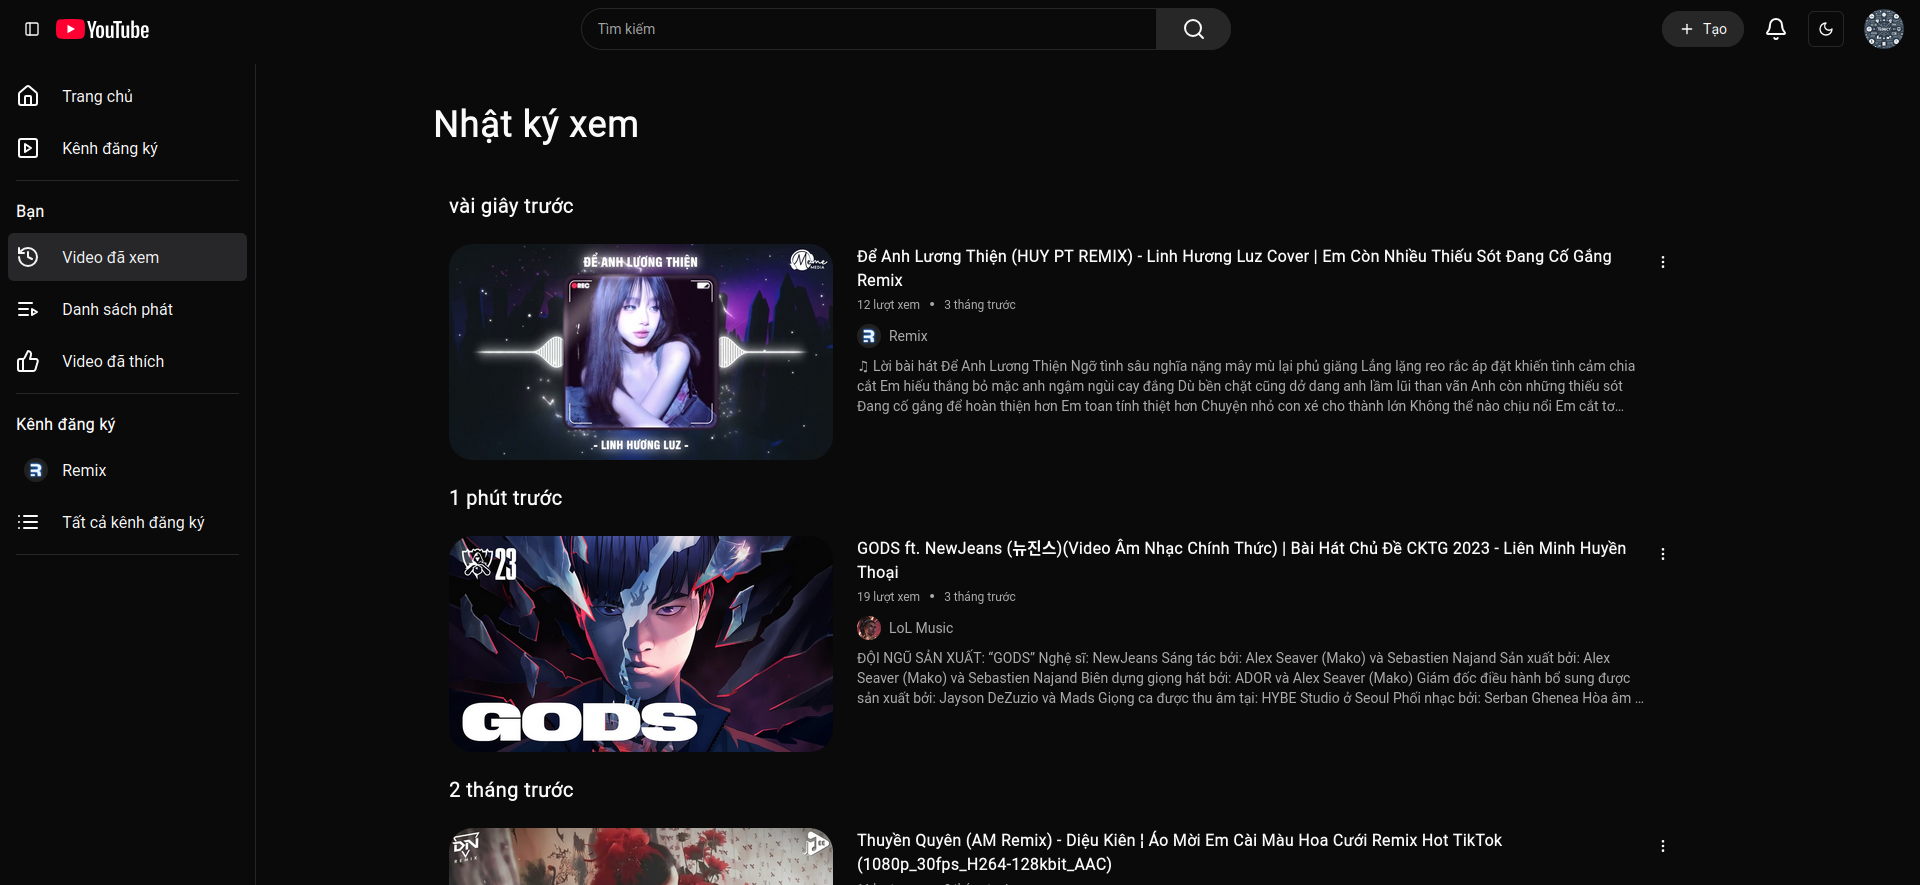 YouTube
Tìm kiếm
Tạo
Trang chủ
Kênh đăng ký
Bạn
Video đã xem
Danh sách phát
Video đã thích
Kênh đăng ký
Remix
Tất cả kênh đăng ký
Nhật ký xem
vài giây trước
ĐỂ ANH LƯƠNG THIỆN
Meme
MEDIA
REC
- LINH HƯƠNG LUZ -
Để Anh Lương Thiện (HUY PT REMIX) - Linh Hương Luz Cover | Em Còn Nhiều Thiếu Sót Đang Cố Gắng
Remix
12 lượt xem • 3 tháng trước
Remix
♫ Lời bài hát Để Anh Lương Thiện Ngỡ tình sâu nghĩa nặng mây mù lại phủ giăng Lẳng lặng reo rắc áp đặt khiến tình cảm chia
cắt Em hiếu thắng bỏ mặc anh ngậm ngùi cay đắng Dù bền chặt cũng dở dang anh lầm lũi than vãn Anh còn những thiếu sót
Đang cố gắng để hoàn thiện hơn Em toan tính thiệt hơn Chuyện nhỏ con xé cho thành lớn Không thể nào chịu nổi Em cắt tơ...
1 phút trước
23
GODS
GODS ft. NewJeans (뉴진스)(Video Âm Nhạc Chính Thức) | Bài Hát Chủ Đề CKTG 2023 - Liên Minh Huyền
Thoại
19 lượt xem • 3 tháng trước
LoL Music
ĐỘI NGŨ SẢN XUẤT: “GODS” Nghệ sĩ: NewJeans Sáng tác bởi: Alex Seaver (Mako) và Sebastien Najand Sản xuất bởi: Alex
Seaver (Mako) và Sebastien Najand Biên dựng giọng hát bởi: ADOR và Alex Seaver (Mako) Giám đốc điều hành bổ sung được
sản xuất bởi: Jayson DeZuzio và Mads Giọng ca được thu âm tại: HYBE Studio ở Seoul Phối nhạc bởi: Serban Ghenea Hòa âm ...
2 tháng trước
DN
REMIX
Thuyền Quyên (AM Remix) - Diệu Kiên ¦ Áo Mời Em Cài Màu Hoa Cưới Remix Hot TikTok
(1080p_30fps_H264-128kbit_AAC)